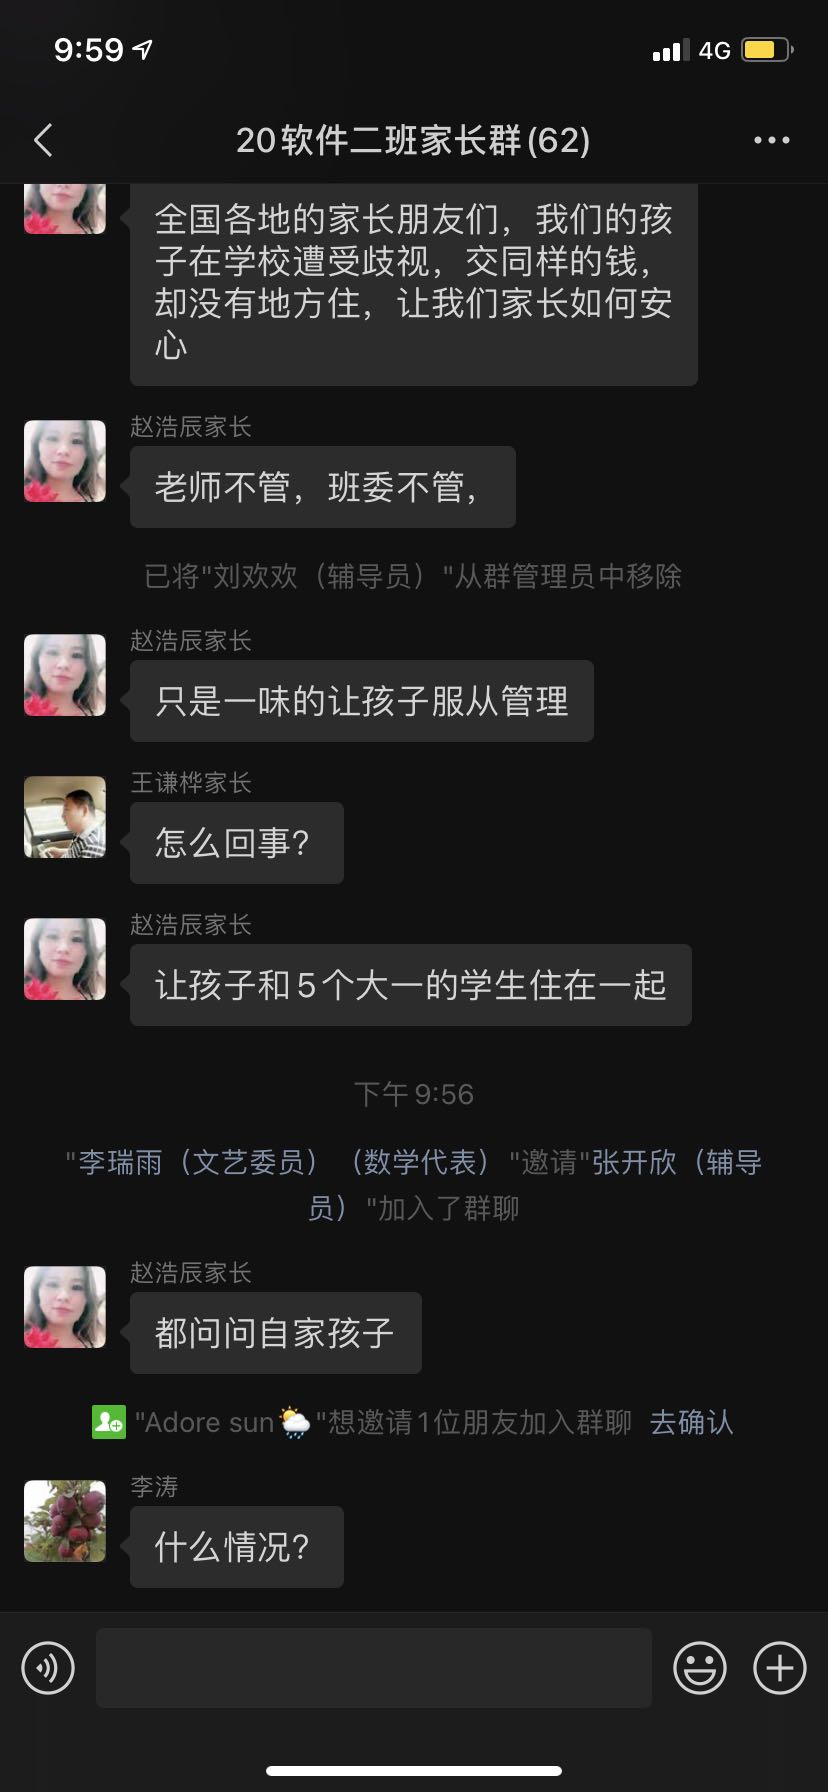 9:59
4G
20软件二班家长群(62)
全国各地的家长朋友们，我们的孩
子在学校遭受歧视，交同样的钱，
却没有地方住，让我们家长如何安
心
赵浩辰家长
老师不管，班委不管，
已将"刘欢欢（辅导员）"从群管理员中移除
赵浩辰家长
只是一味的让孩子服从管理
王谦桦家长
怎么回事?
赵浩辰家长
让孩子和5个大一的学生住在一起
下午9:56
"李瑞雨（文艺委员）（数学代表）"邀请"张开欣（辅导
员）"加入了群聊
赵浩辰家长
都问问自家孩子
"Adore sun🌦"想邀请1位朋友加入群聊 去确认
李涛
什么情况?